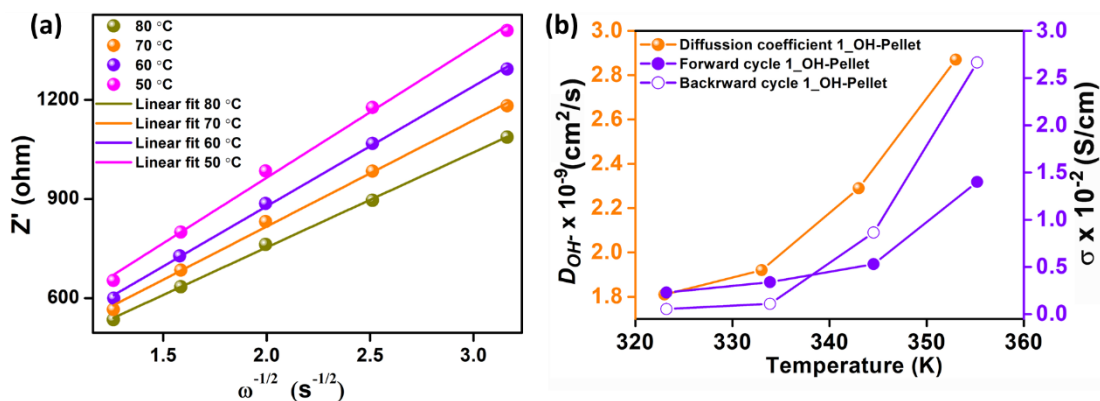 (a)
80 °C
70 °C
60 °C
50 °C
Linear fit 80 °C
Linear fit 70 °C
Linear fit 60 °C
Linear fit 50 °C
1200
900
600
Z' (ohm)
1.5 2.0 2.5 3.0
ω⁻¹/² (s⁻¹/²)
(b)
Diffussion coefficient 1_OH-Pellet
Forward cycle 1_OH-Pellet
Backrward cycle 1_OH-Pellet
3.0
2.8
2.6
2.4
2.2
2.0
1.8
D_OH- x 10⁻⁹(cm²/s)
3.0
2.5
2.0
1.5
1.0
0.5
0.0
σ x 10⁻² (S/cm)
320 330 340 350 360
Temperature (K)